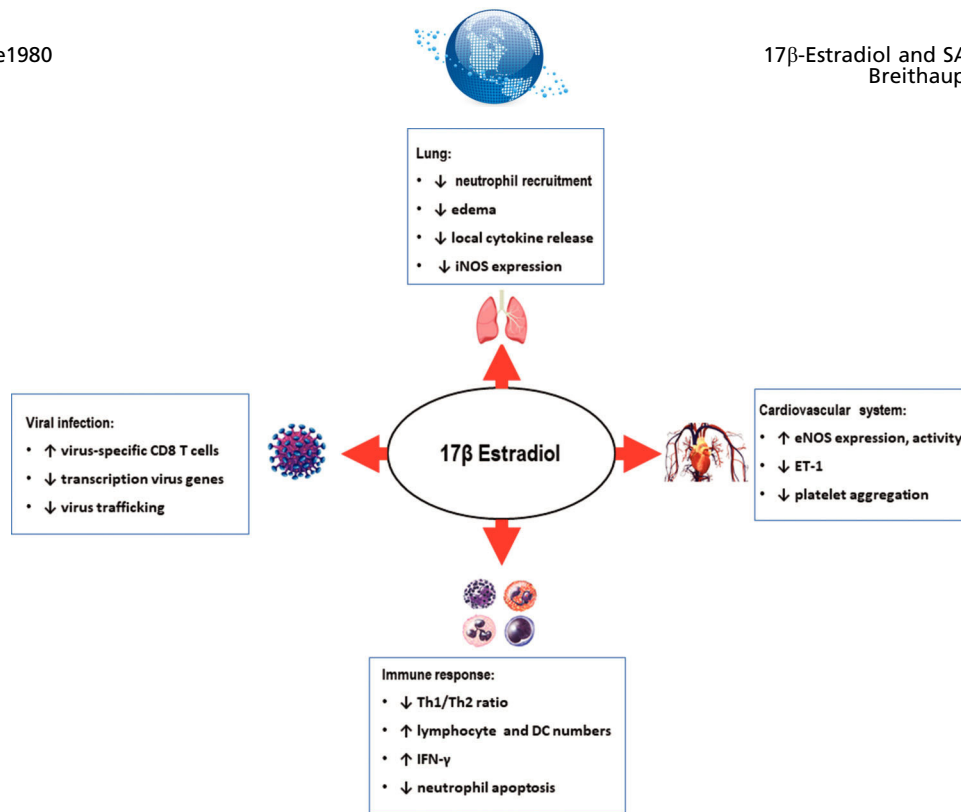 e1980
17β-Estradiol and SA
Breithaup
Lung:
• ↓ neutrophil recruitment
• ↓ edema
• ↓ local cytokine release
• ↓ iNOS expression
Viral infection:
• ↑ virus-specific CD8 T cells
• ↓ transcription virus genes
• ↓ virus trafficking
17β Estradiol
Cardiovascular system:
• ↑ eNOS expression, activity
• ↓ ET-1
• ↓ platelet aggregation
Immune response:
• ↓ Th1/Th2 ratio
• ↑ lymphocyte and DC numbers
• ↑ IFN-γ
• ↓ neutrophil apoptosis